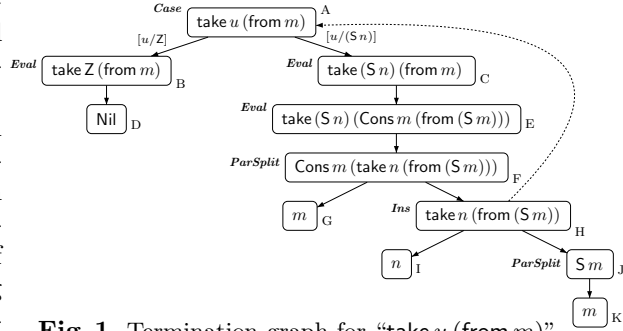 Case
take u (from m) A
[u/Z] [u/(S n)]
Eval take Z (from m) B
Eval take (S n) (from m) C
Nil D
Eval take (S n) (Cons m (from (S m))) E
ParSplit Cons m (take n (from (S m))) F
m G
Ins take n (from (S m)) H
n I
ParSplit S m J
m K
Fig. 1. Termination graph for “take u (from m)”